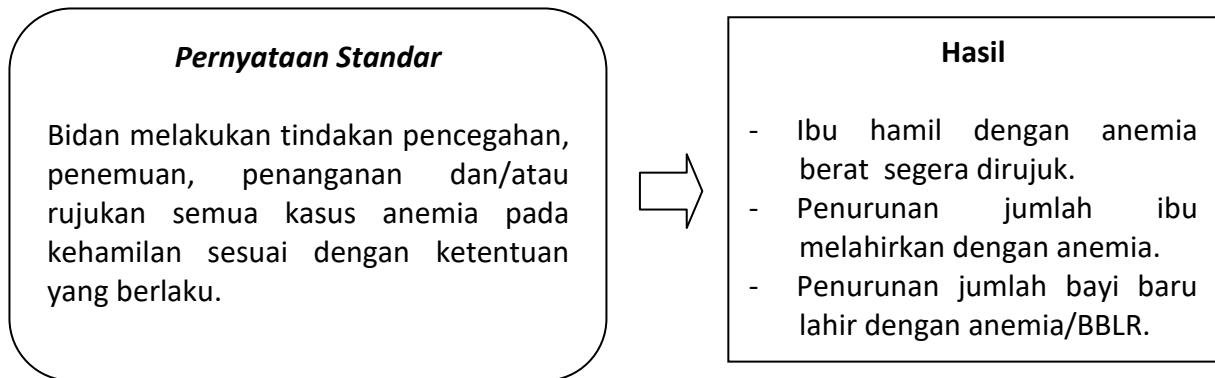 Pernyataan Standar
Bidan melakukan tindakan pencegahan,
penemuan, penanganan dan/atau
rujukan semua kasus anemia pada
kehamilan sesuai dengan ketentuan
yang berlaku.
Hasil
- Ibu hamil dengan anemia
berat segera dirujuk.
- Penurunan jumlah ibu
melahirkan dengan anemia.
- Penurunan jumlah bayi baru
lahir dengan anemia/BBLR.